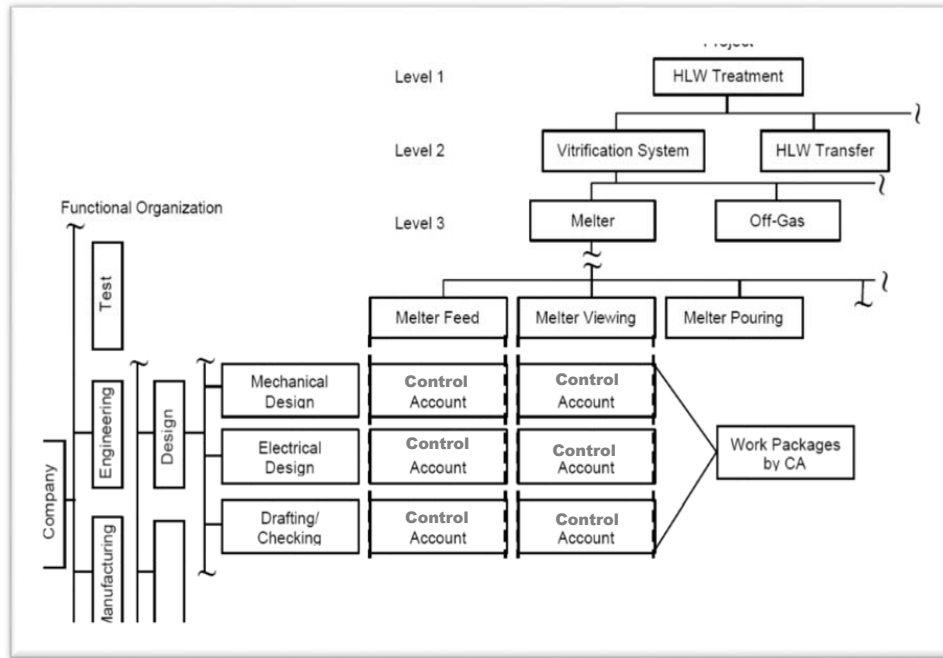 Project
Level 1
HLW Treatment
Level 2
Vitrification System
HLW Transfer
Functional Organization
Level 3
Melter
Off-Gas
Test
Melter Feed
Melter Viewing
Melter Pouring
Mechanical
Design
Control
Account
Control
Account
Engineering
Design
Electrical
Design
Control
Account
Control
Account
Work Packages
by CA
Company
Drafting/
Checking
Control
Account
Control
Account
Manufacturing